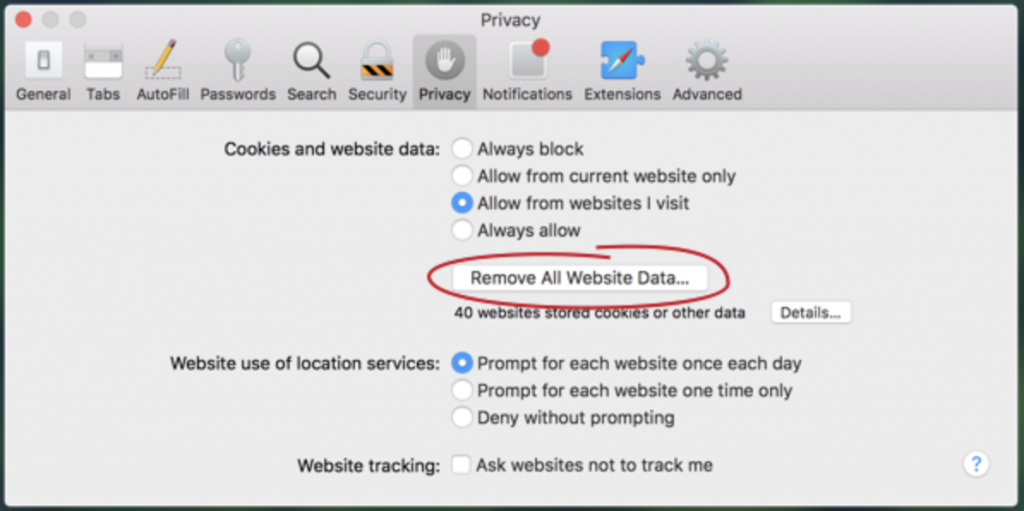 Privacy
General Tabs AutoFill Passwords Search Security Privacy Notifications Extensions Advanced
Cookies and website data: Always block
Allow from current website only
Allow from websites I visit
Always allow
Remove All Website Data...
40 websites stored cookies or other data Details...
Website use of location services: Prompt for each website once each day
Prompt for each website one time only
Deny without prompting
Website tracking: Ask websites not to track me ?